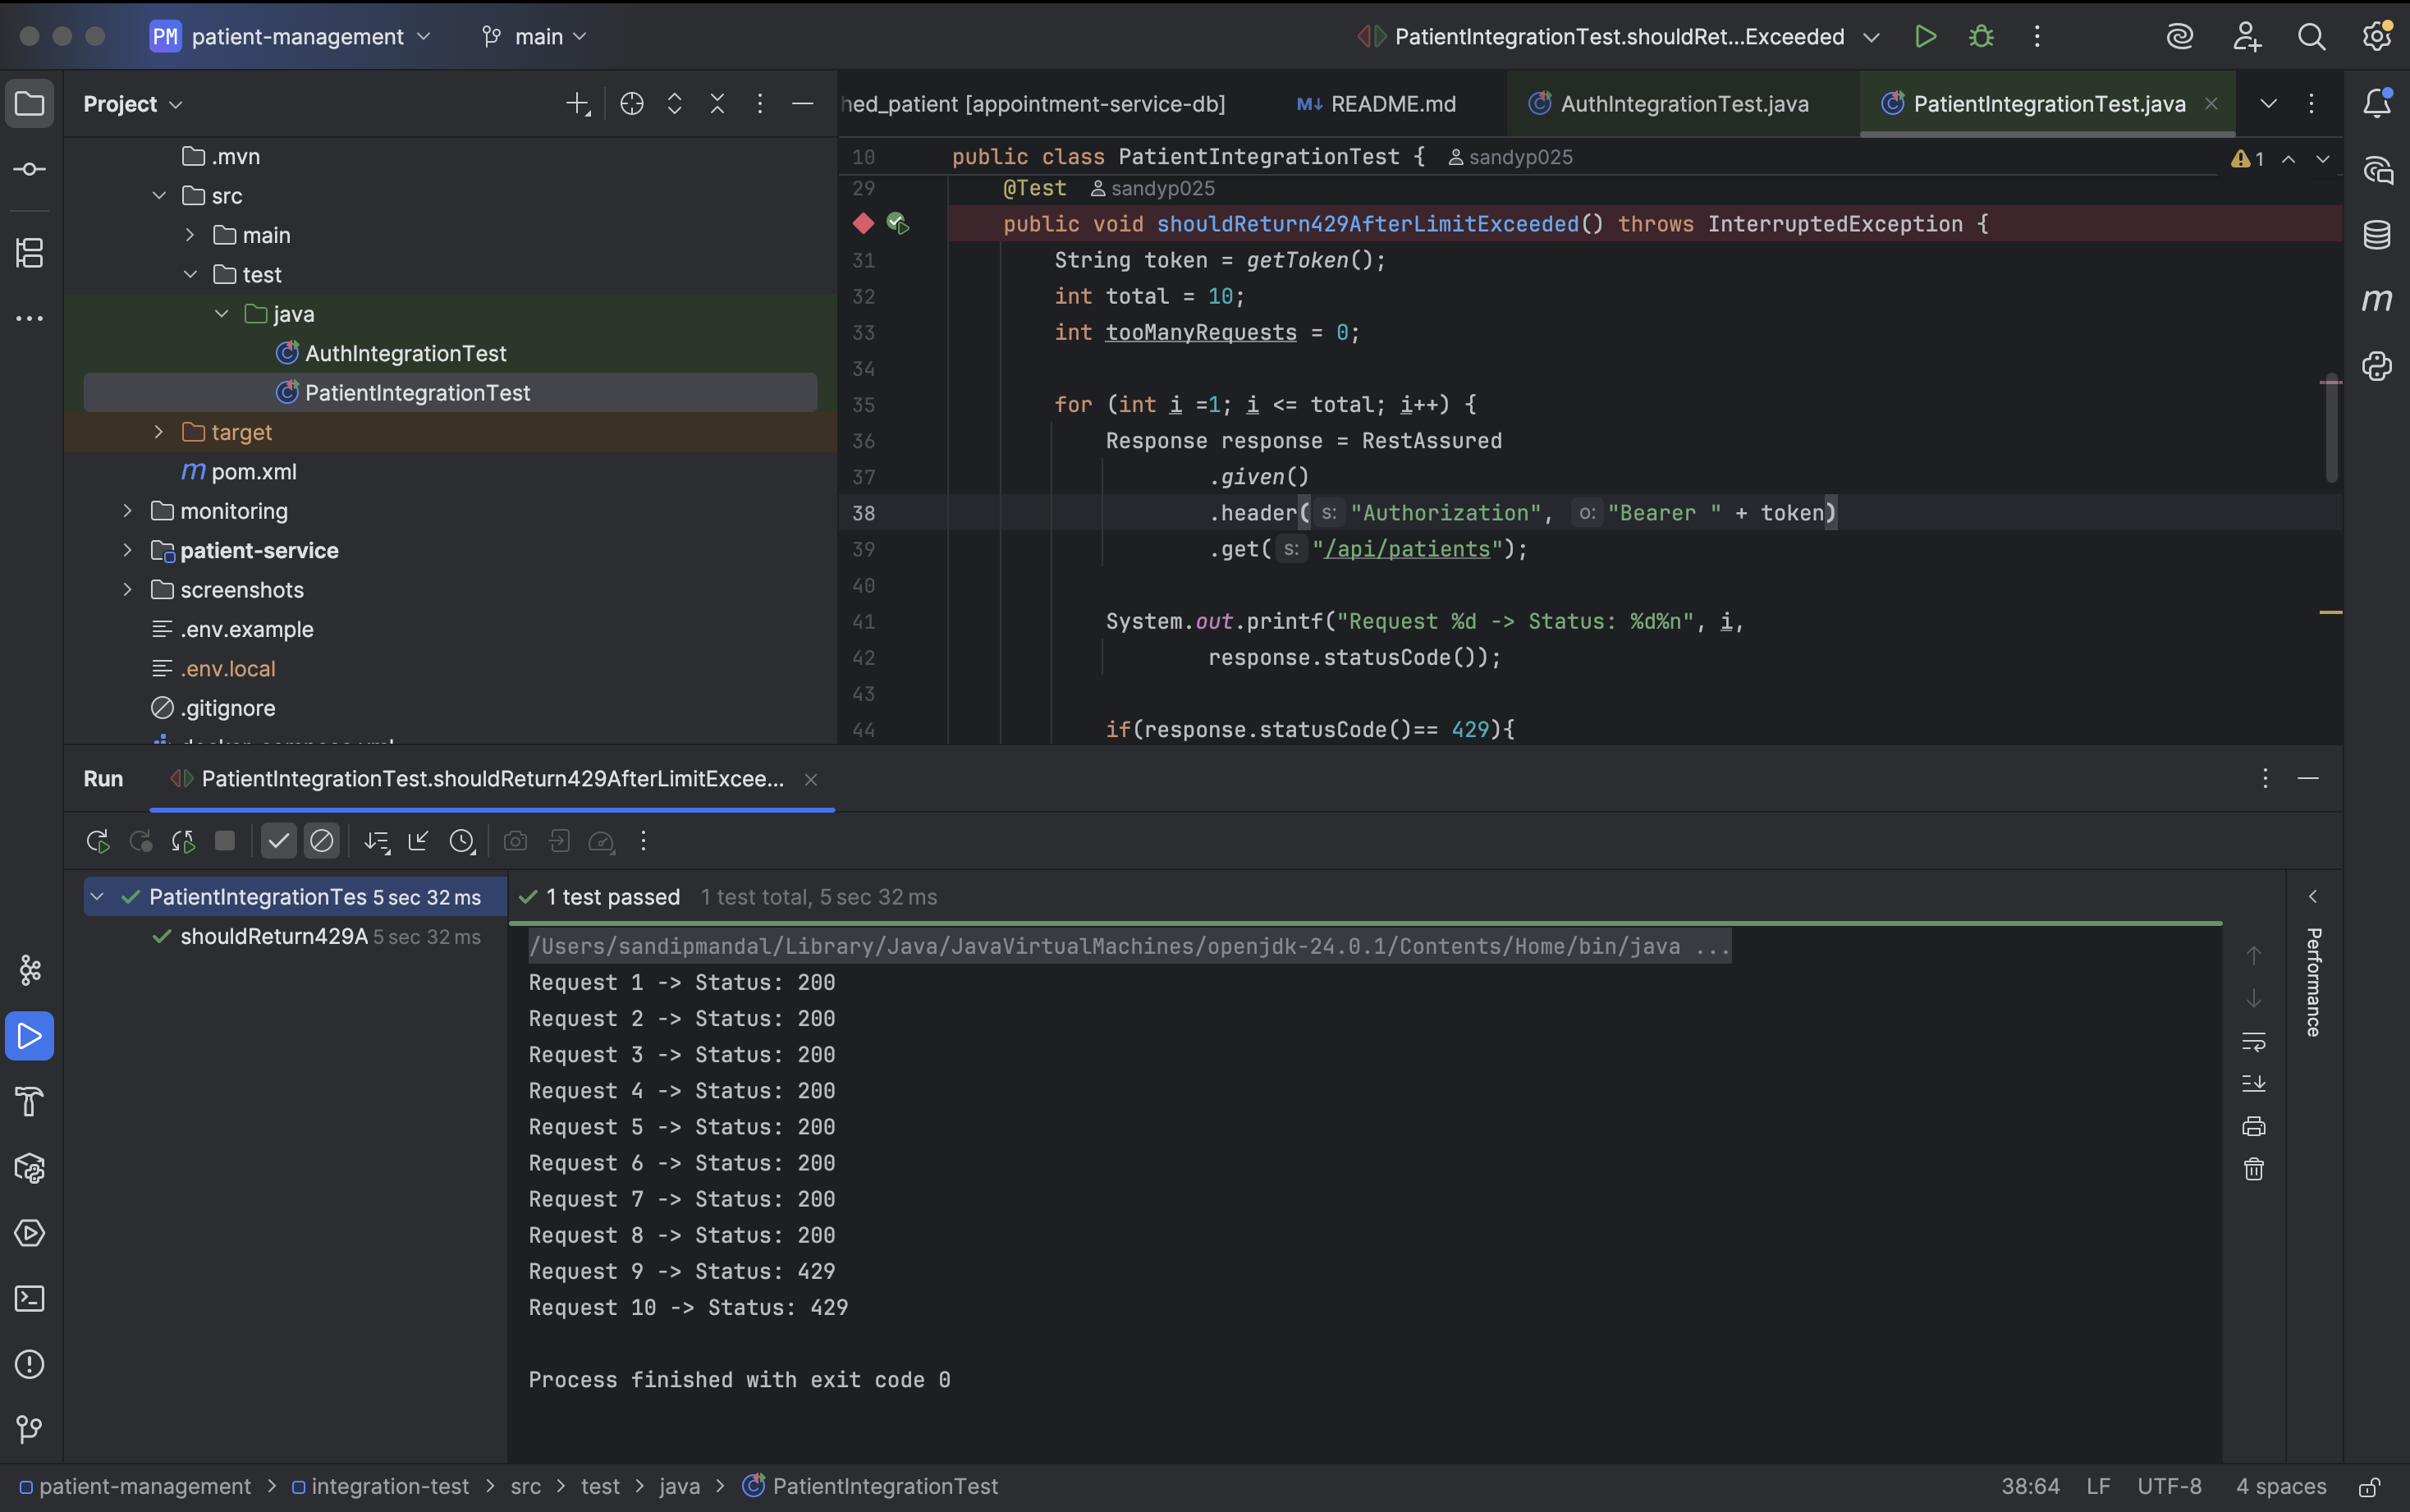 PM patient-management main PatientIntegrationTest.shouldRet...Exceeded
Project
.mvn
src
main
test
java
AuthIntegrationTest
PatientIntegrationTest
target
pom.xml
monitoring
patient-service
screenshots
.env.example
.env.local
.gitignore
hed_patient [appointment-service-db] README.md AuthIntegrationTest.java PatientIntegrationTest.java
10 public class PatientIntegrationTest { sandyp025 1
29 @Test sandyp025
public void shouldReturn429AfterLimitExceeded() throws InterruptedException {
31 String token = getToken();
32 int total = 10;
33 int tooManyRequests = 0;
34
35 for (int i =1; i <= total; i++) {
36 Response response = RestAssured
37 .given()
38 .header( s: "Authorization", o: "Bearer " + token)
39 .get( s: "/api/patients");
40
41 System.out.printf("Request %d -> Status: %d%n", i,
42 response.statusCode());
43
44 if(response.statusCode()== 429){
Run PatientIntegrationTest.shouldReturn429AfterLimitExcee...
PatientIntegrationTes 5 sec 32 ms
shouldReturn429A 5 sec 32 ms
1 test passed 1 test total, 5 sec 32 ms
/Users/sandipmandal/Library/Java/JavaVirtualMachines/openjdk-24.0.1/Contents/Home/bin/java ...
Request 1 -> Status: 200
Request 2 -> Status: 200
Request 3 -> Status: 200
Request 4 -> Status: 200
Request 5 -> Status: 200
Request 6 -> Status: 200
Request 7 -> Status: 200
Request 8 -> Status: 200
Request 9 -> Status: 429
Request 10 -> Status: 429
Process finished with exit code 0
Performance
patient-management > integration-test > src > test > java > PatientIntegrationTest 38:64 LF UTF-8 4 spaces